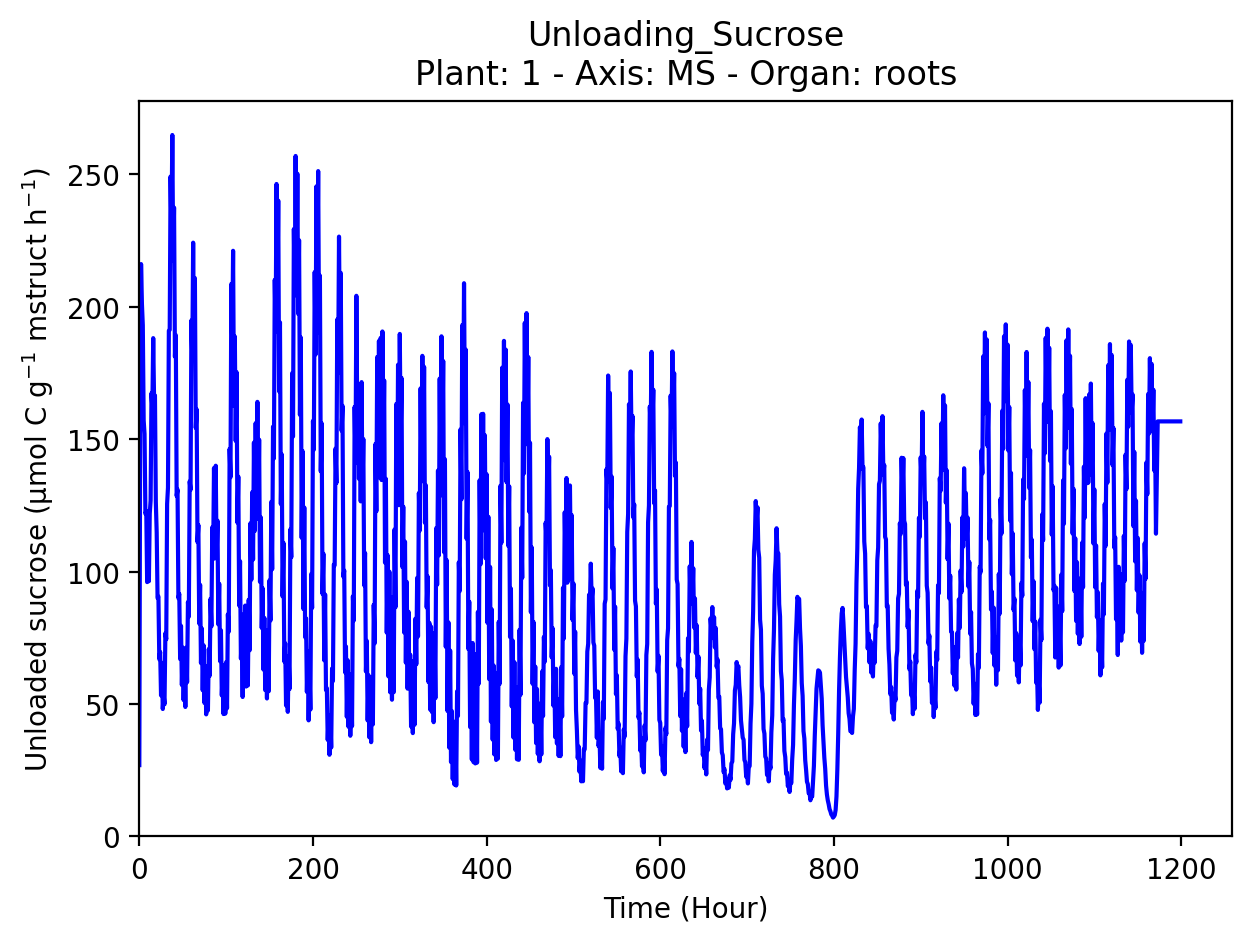 Unloading_Sucrose
Plant: 1 - Axis: MS - Organ: roots
Unloaded sucrose (µmol C g⁻¹ mstruct h⁻¹)
250
200
150
100
50
0
0 200 400 600 800 1000 1200
Time (Hour)